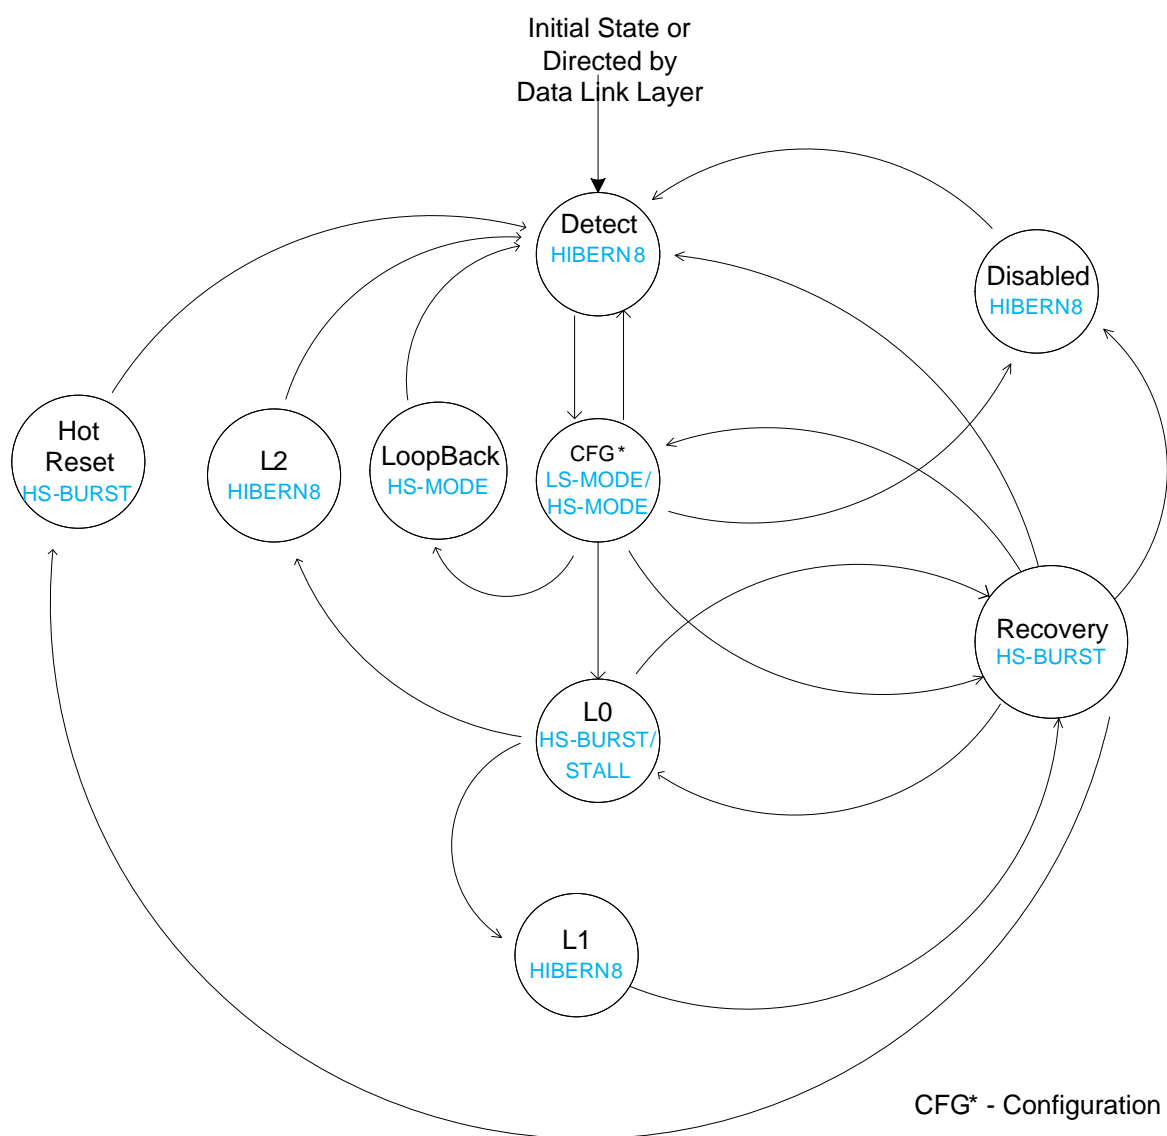 Initial State or
Directed by
Data Link Layer
Detect
HIBERN8
Disabled
HIBERN8
Hot
Reset
HS-BURST
L2
HIBERN8
LoopBack
HS-MODE
CFG*
LS-MODE/
HS-MODE
Recovery
HS-BURST
L0
HS-BURST/
STALL
L1
HIBERN8
CFG* - Configuration